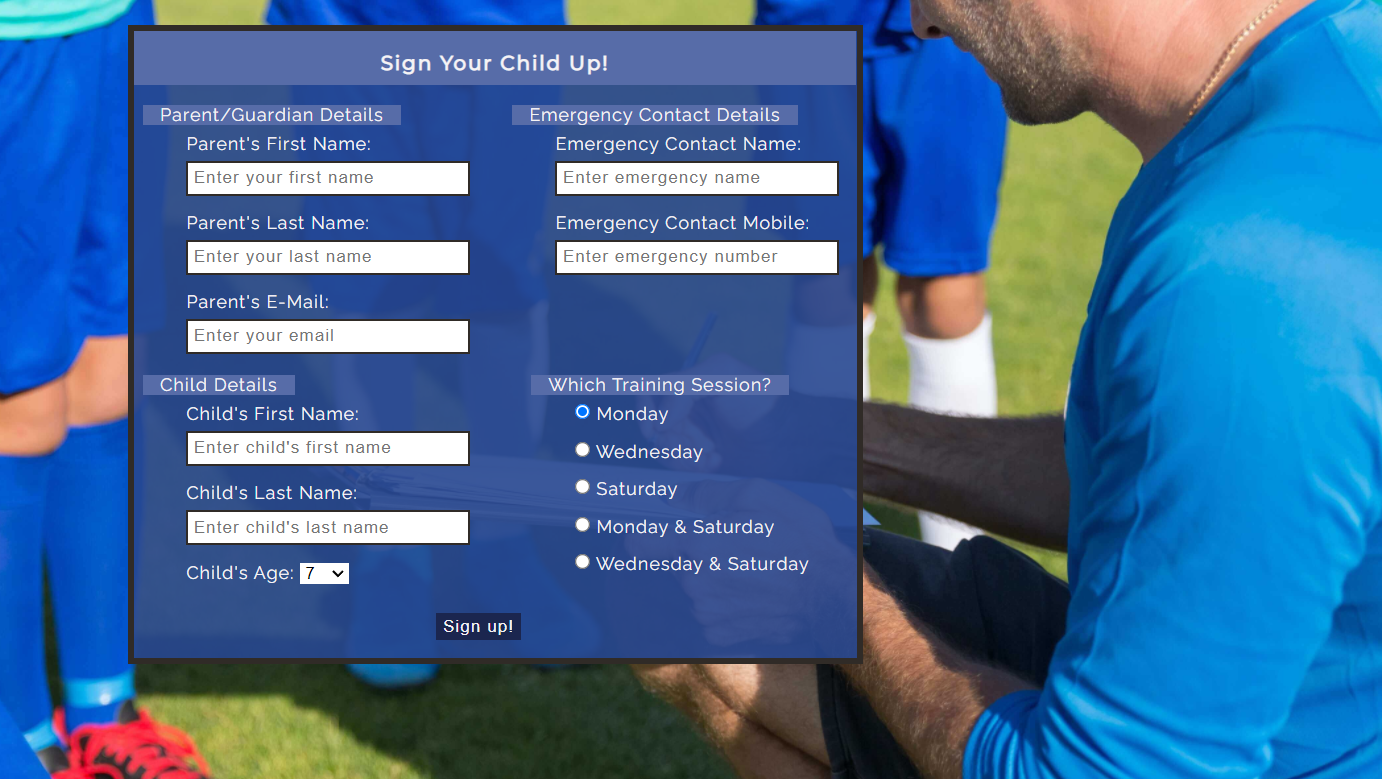 Sign Your Child Up!
Parent/Guardian Details
Parent's First Name:
Enter your first name
Parent's Last Name:
Enter your last name
Parent's E-Mail:
Enter your email
Emergency Contact Details
Emergency Contact Name:
Enter emergency name
Emergency Contact Mobile:
Enter emergency number
Child Details
Child's First Name:
Enter child's first name
Child's Last Name:
Enter child's last name
Child's Age: 7
Which Training Session?
Monday
Wednesday
Saturday
Monday & Saturday
Wednesday & Saturday
Sign up!